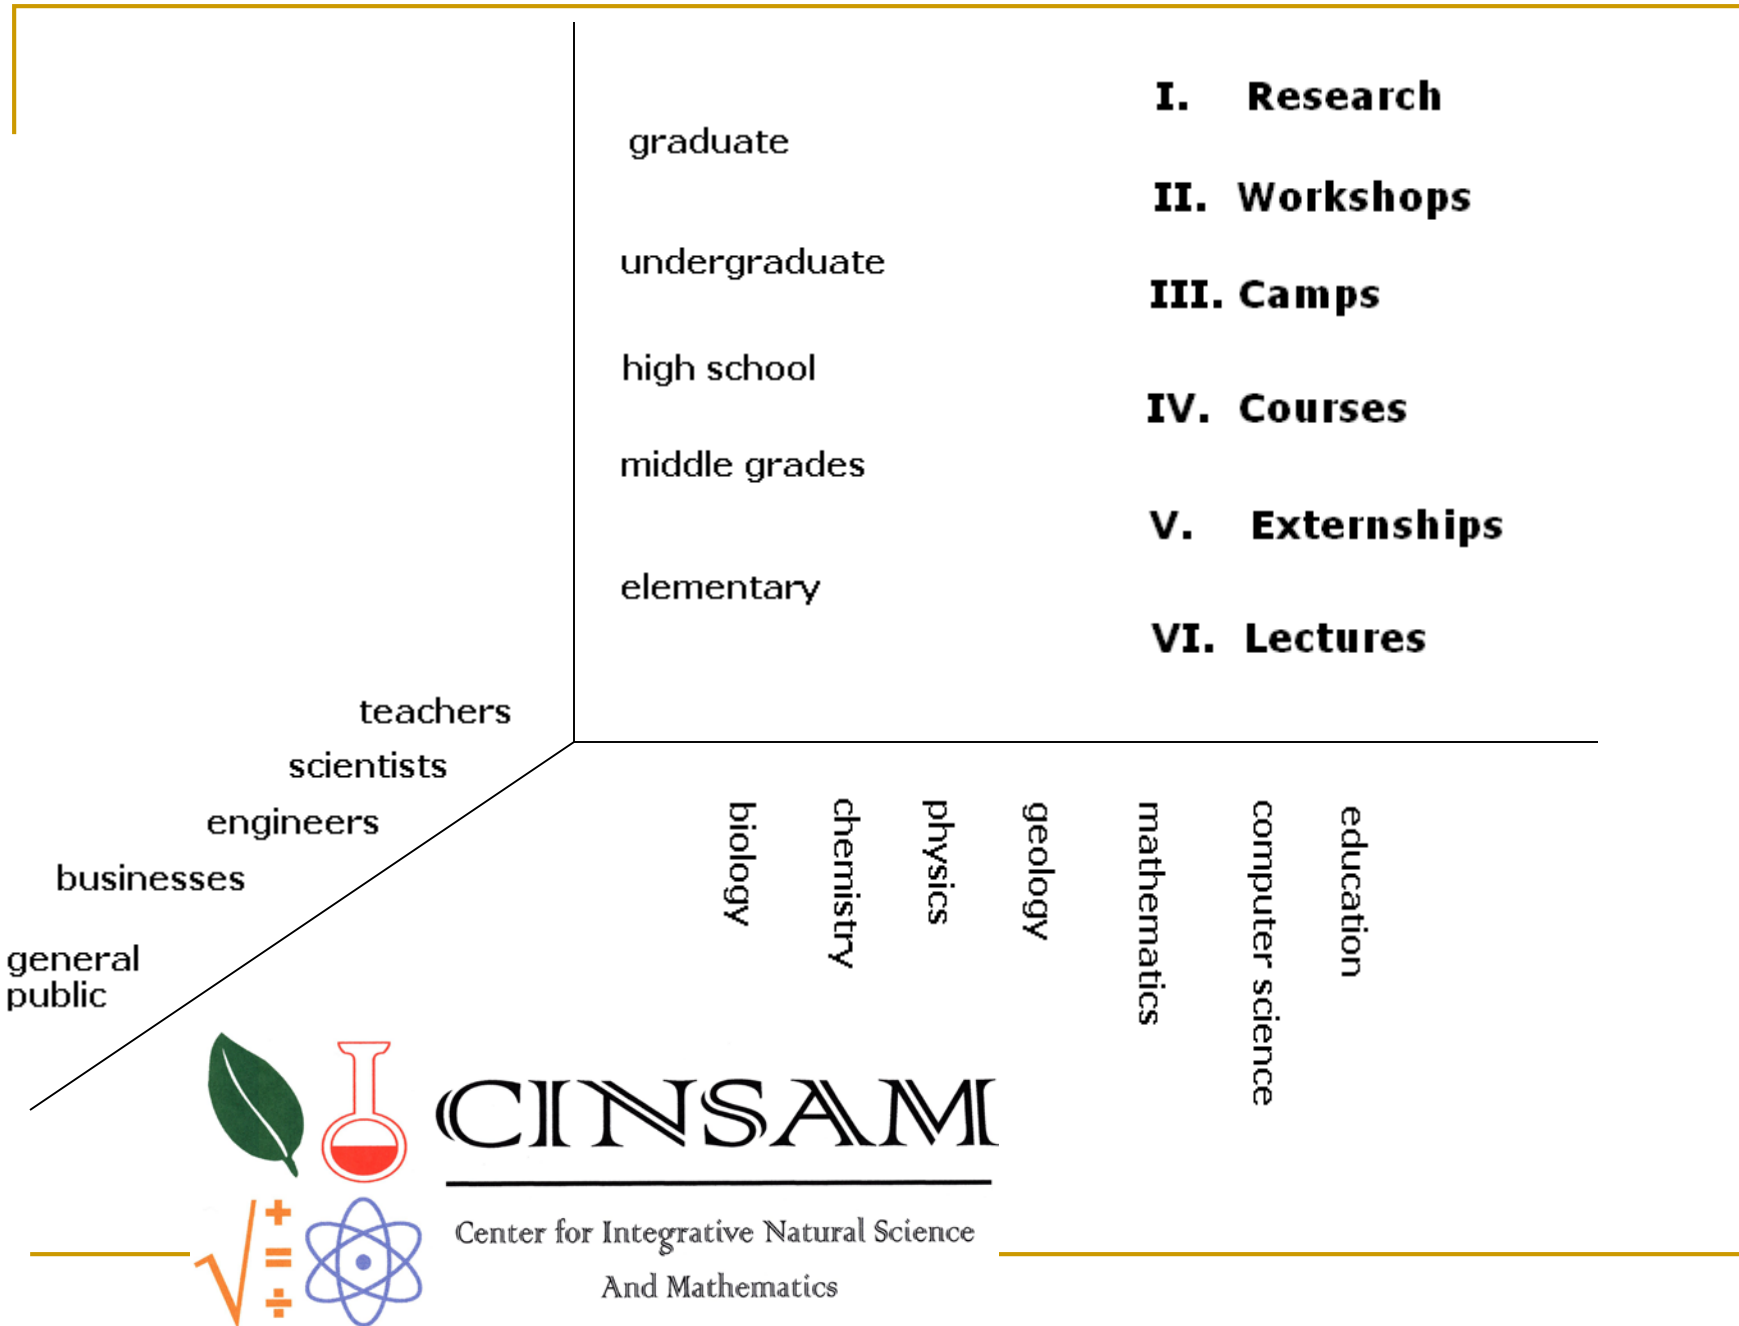 graduate
undergraduate
high school
middle grades
elementary
I. Research
II. Workshops
III. Camps
IV. Courses
V. Externships
VI. Lectures
teachers
scientists
engineers
businesses
general
public
biology
chemistry
physics
geology
mathematics
computer science
education
CINSAM
Center for Integrative Natural Science
And Mathematics